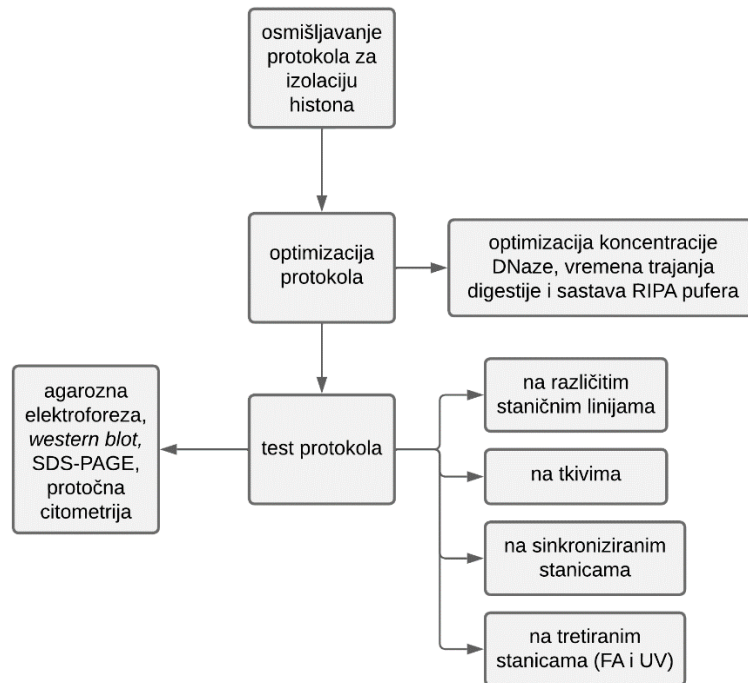 osmišljavanje
protokola za
izolaciju
histona
optimizacija
protokola
optimizacija koncentracije
DNaze, vremena trajanja
digestije i sastava RIPA pufera
agarozna
elektroforeza,
western blot,
SDS-PAGE,
protočna
citometrija
test protokola
na različitim
staničnim linijama
na tkivima
na sinkroniziranim
stanicama
na tretiranim
stanicama (FA i UV)